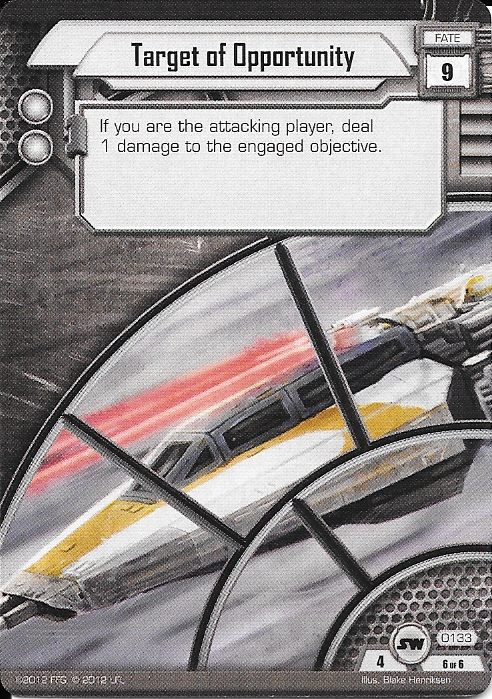 Target of Opportunity
FATE
9
If you are the attacking player, deal
1 damage to the engaged objective.
SW
0133
4
6 of 6
©2012 FFG © 2012 LFL
Illus. Blake Henriksen